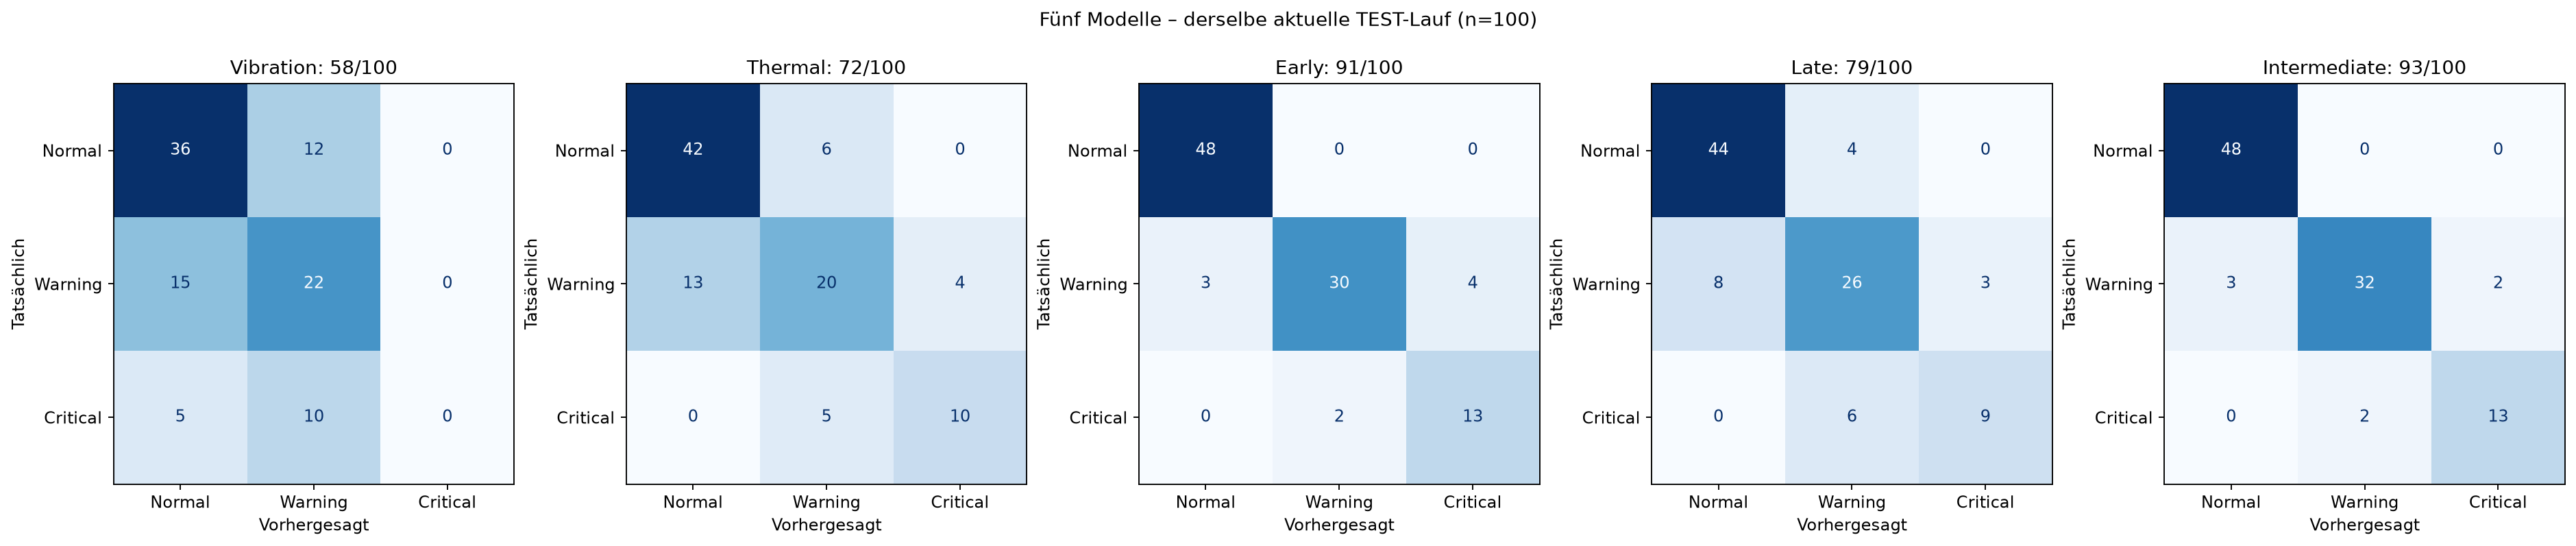 Fünf Modelle – derselbe aktuelle TEST-Lauf (n=100)
Vibration: 58/100
Tatsächlich
Normal 36 12 0
Warning 15 22 0
Critical 5 10 0
Normal Warning Critical
Vorhergesagt
Thermal: 72/100
Tatsächlich
Normal 42 6 0
Warning 13 20 4
Critical 0 5 10
Normal Warning Critical
Vorhergesagt
Early: 91/100
Tatsächlich
Normal 48 0 0
Warning 3 30 4
Critical 0 2 13
Normal Warning Critical
Vorhergesagt
Late: 79/100
Tatsächlich
Normal 44 4 0
Warning 8 26 3
Critical 0 6 9
Normal Warning Critical
Vorhergesagt
Intermediate: 93/100
Tatsächlich
Normal 48 0 0
Warning 3 32 2
Critical 0 2 13
Normal Warning Critical
Vorhergesagt